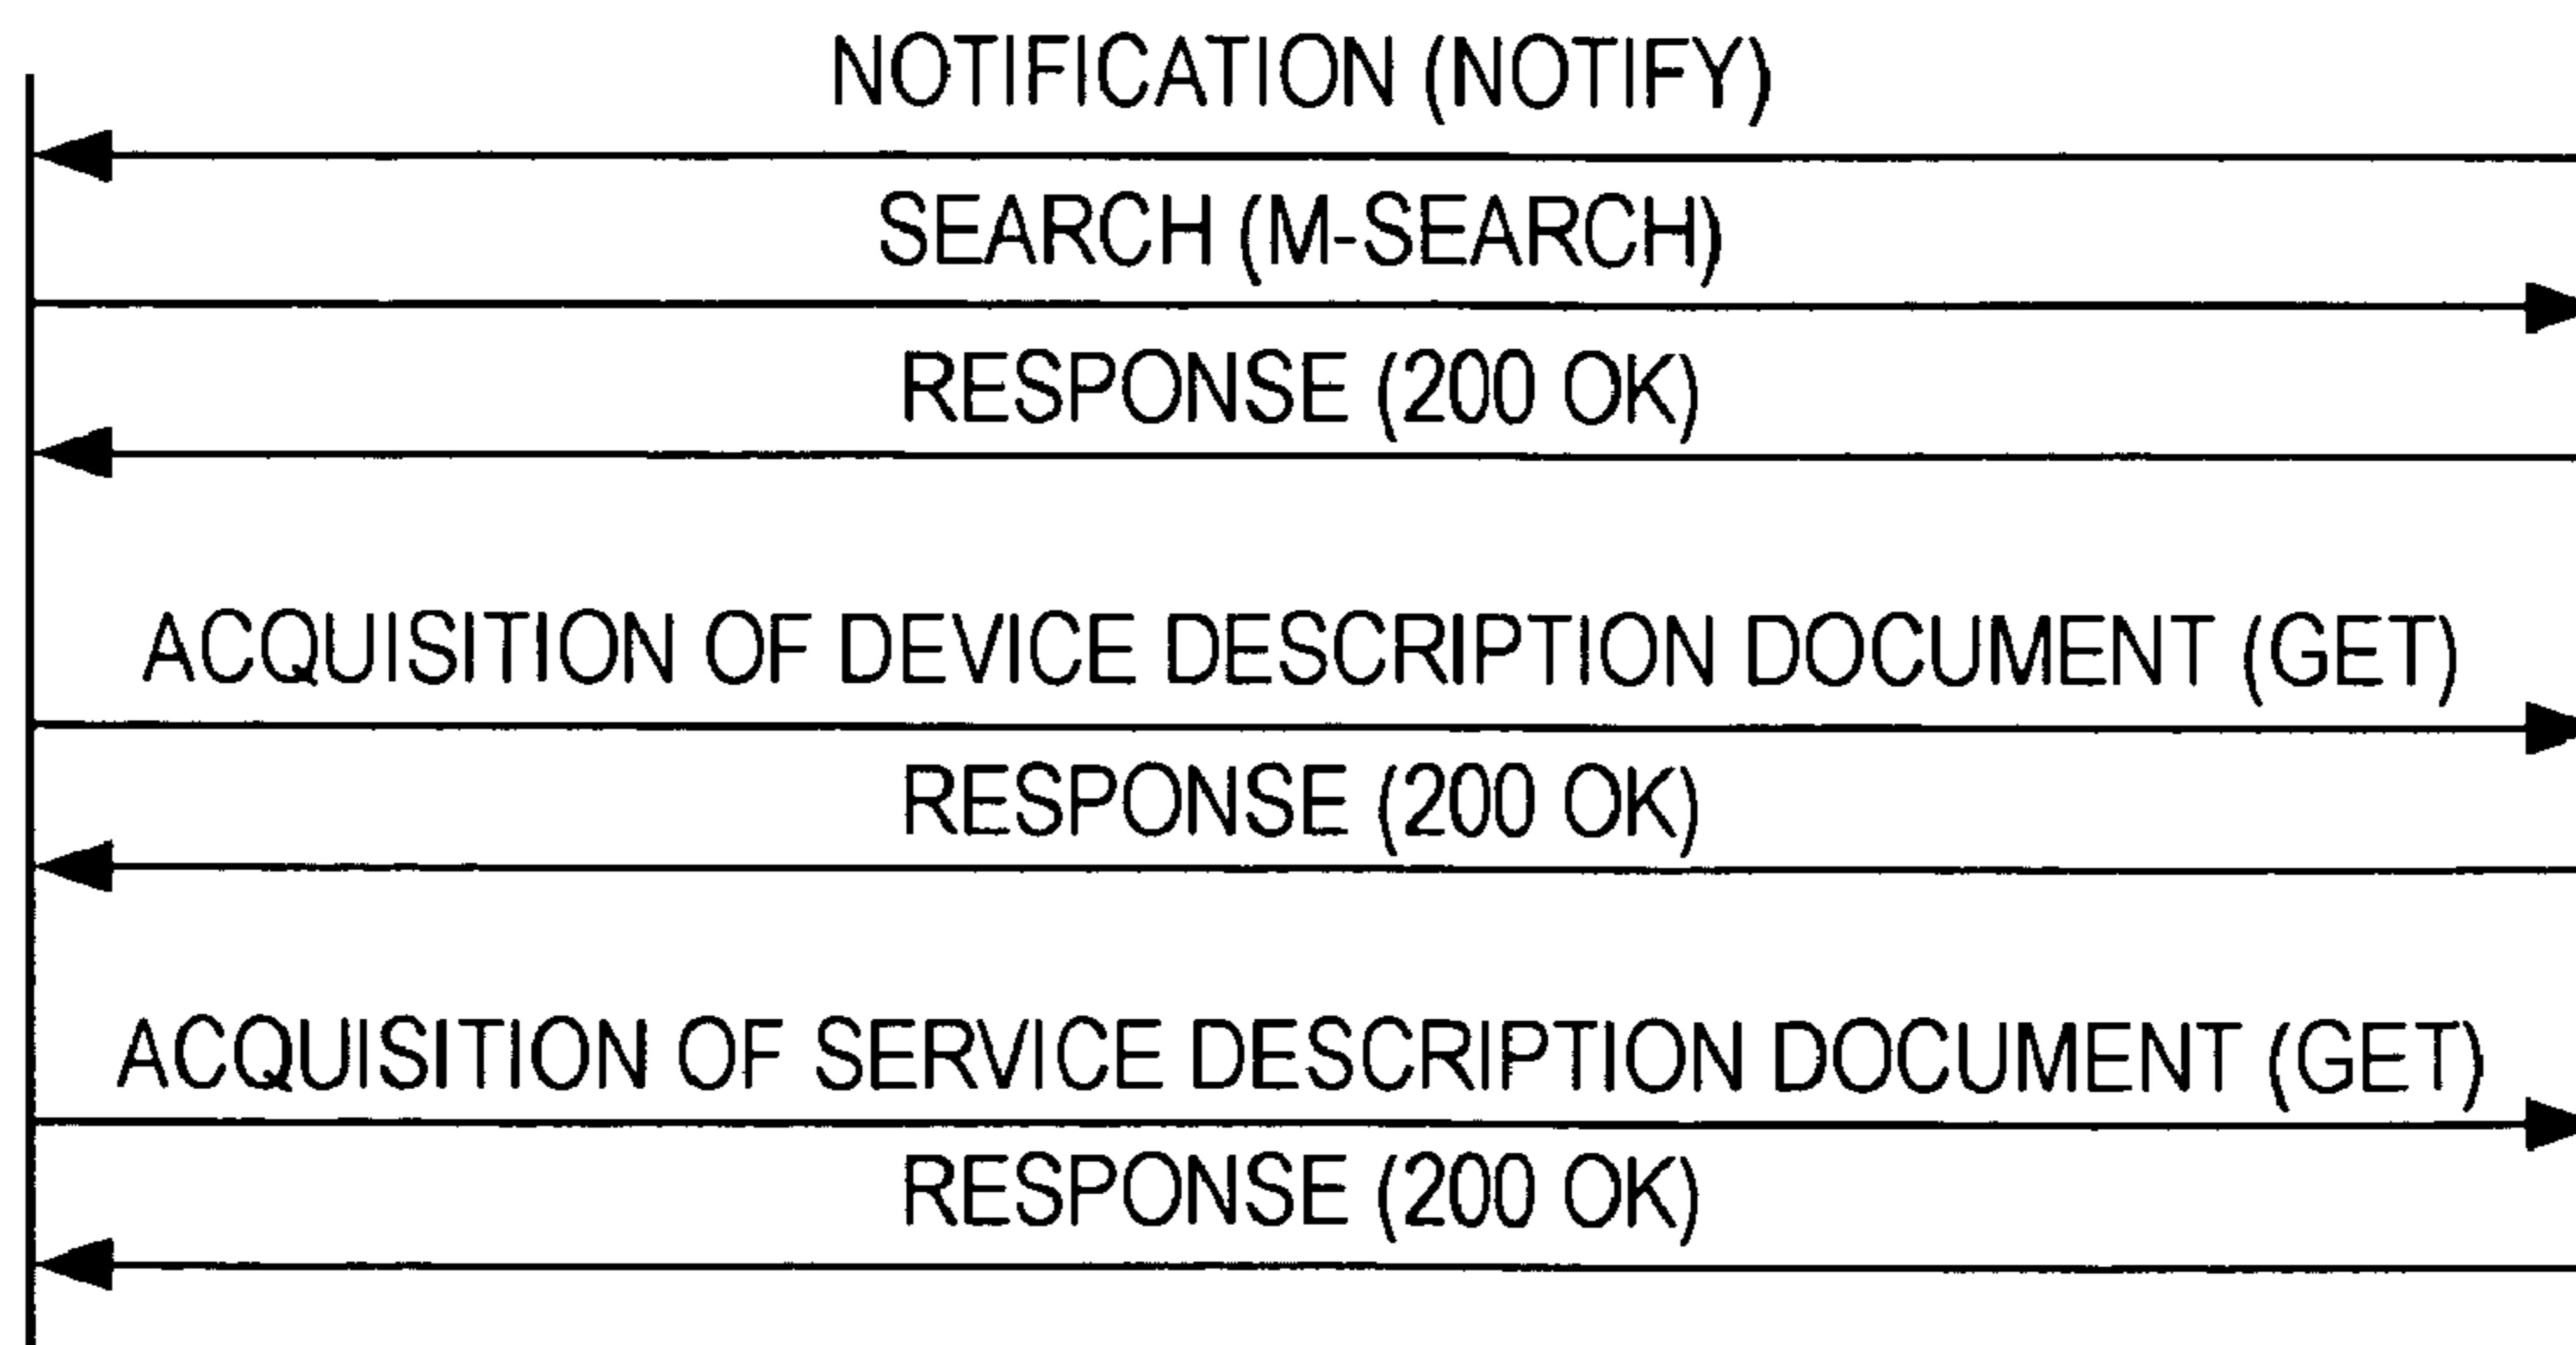 NOTIFICATION (NOTIFY)
SEARCH (M-SEARCH)
RESPONSE (200 OK)
ACQUISITION OF DEVICE DESCRIPTION DOCUMENT (GET)
RESPONSE (200 OK)
ACQUISITION OF SERVICE DESCRIPTION DOCUMENT (GET)
RESPONSE (200 OK)